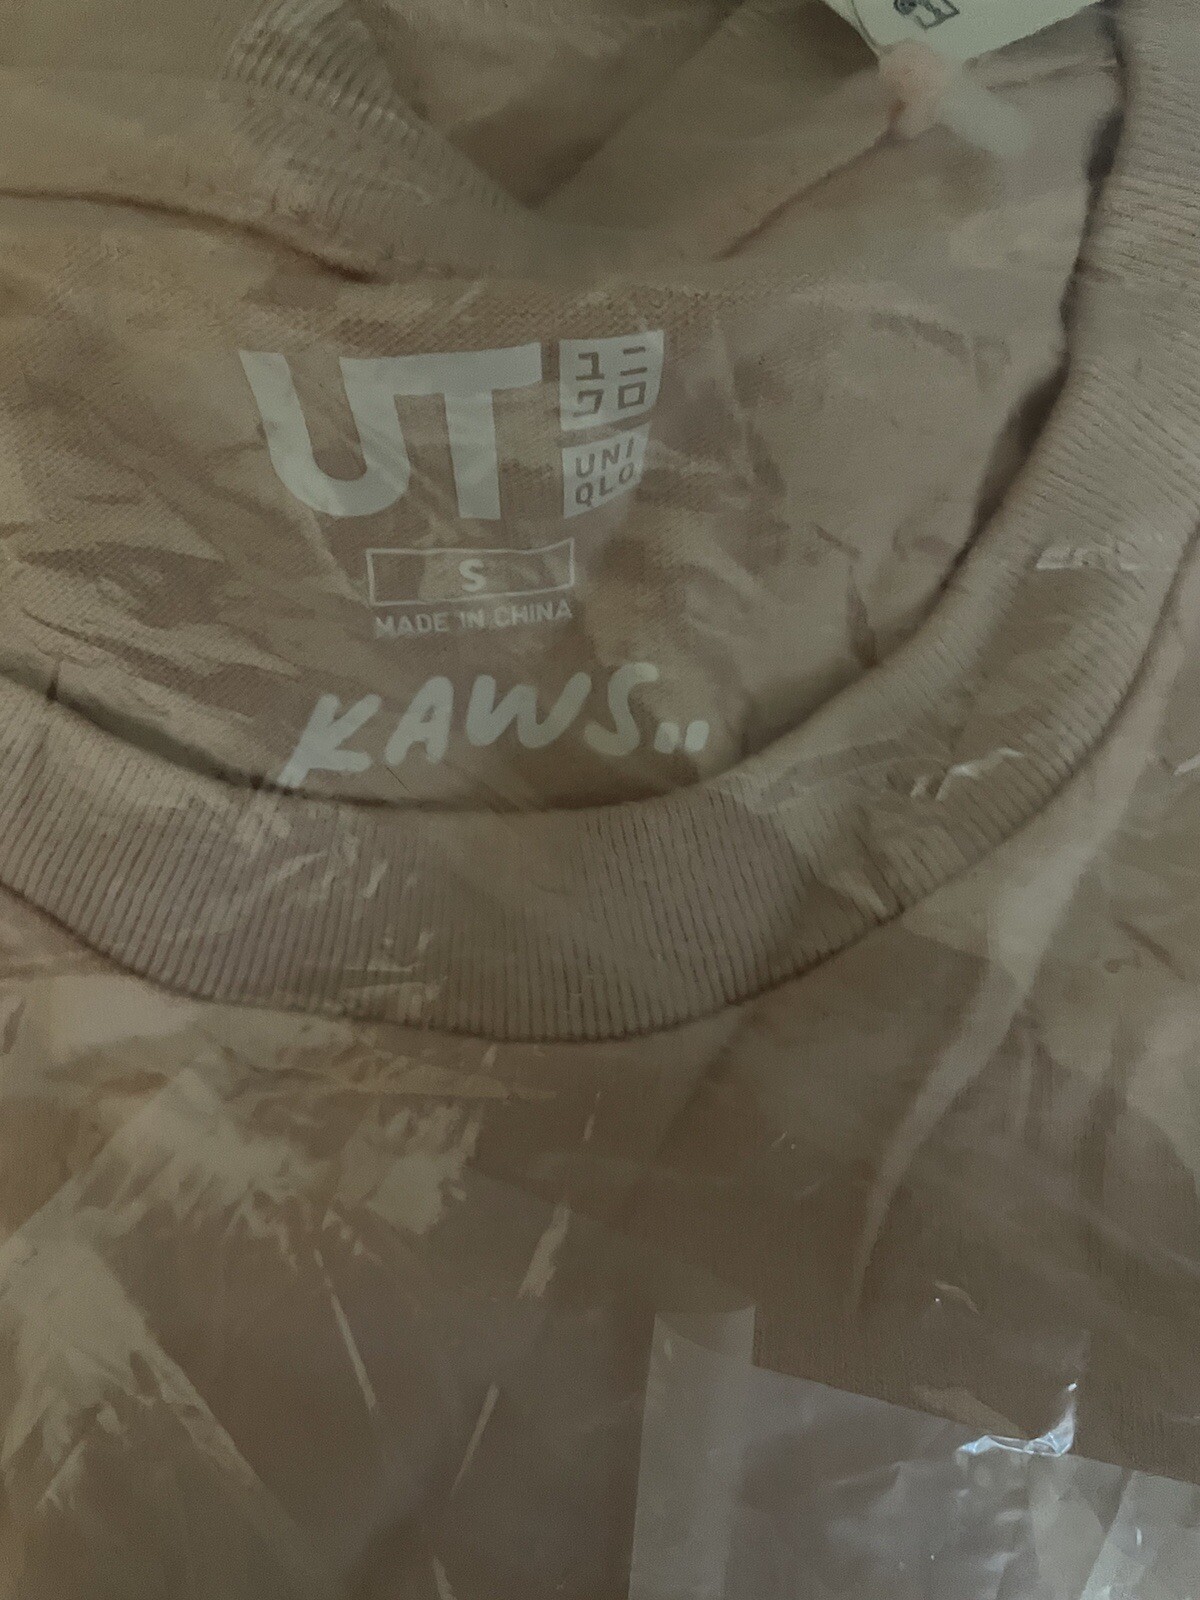 UT
ユニ
クロ
UNI
QLO
S
MADE IN CHINA
KAWS..